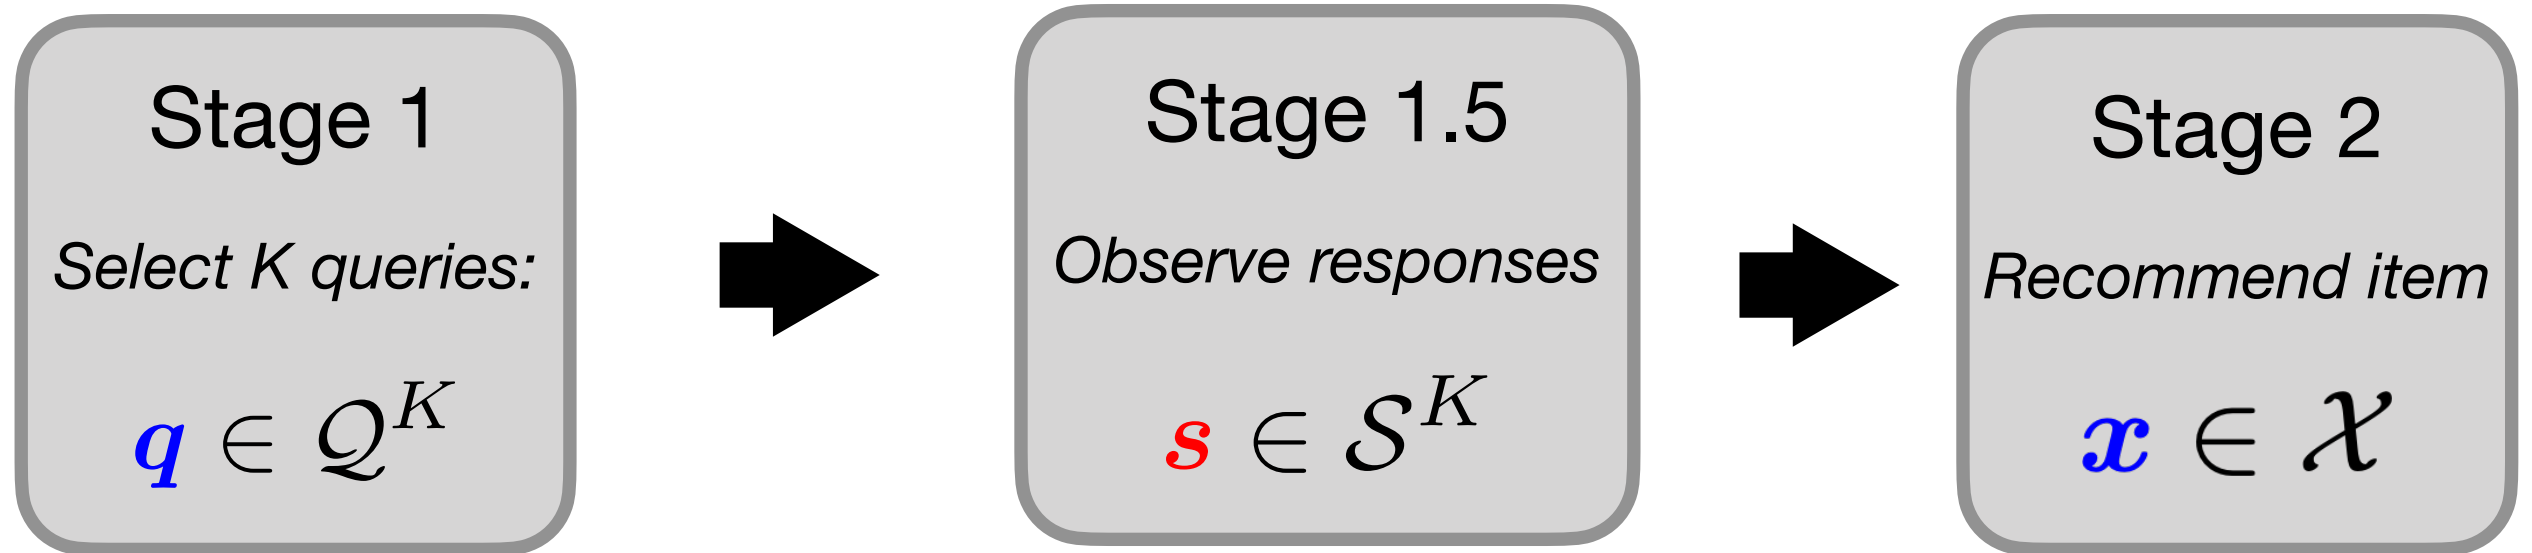 Stage 1
Select K queries:
q ∈ 𝒬^K
Stage 1.5
Observe responses
s ∈ 𝒮^K
Stage 2
Recommend item
x ∈ 𝒳